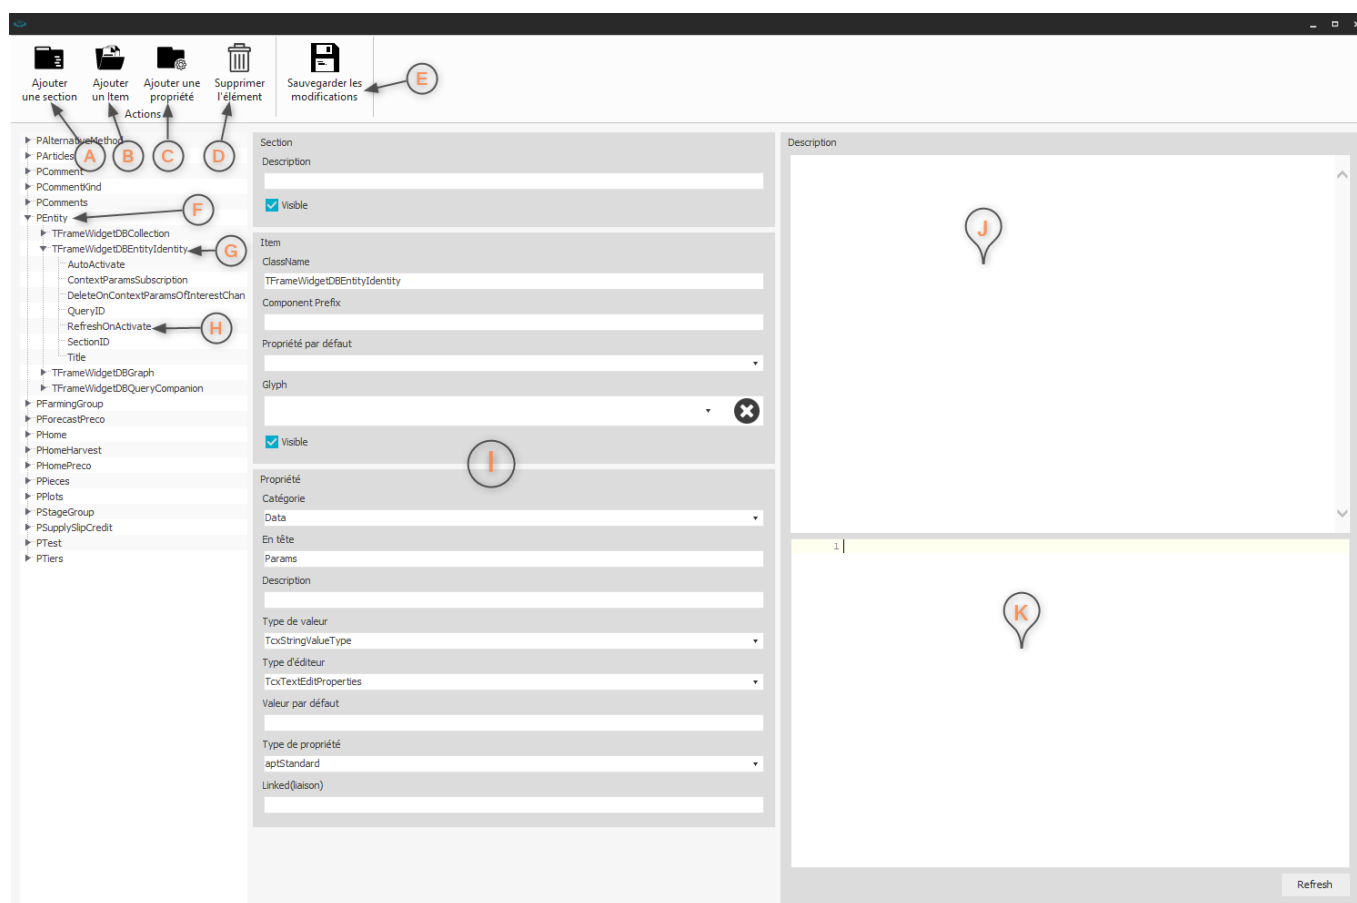 Ajouter
une section
Ajouter
un Item
Ajouter une
propriété
Supprimer
l'élément
Sauvegarder les
modifications
Actions
E
A
B
C
D
PAlternativeMethod
PArticles
PComment
PCommentKind
PComments
PEntity
F
TFrameWidgetDBCollection
TFrameWidgetDBEntityIdentity
G
AutoActivate
ContextParamsSubscription
DeleteOnContextParamsOfInterestChan
QueryID
RefreshOnActivate
H
SectionID
Title
TFrameWidgetDBGraph
TFrameWidgetDBQueryCompanion
PFarmingGroup
PForecastPreco
PHome
PHomeHarvest
PHomePreco
PPieces
PPlots
PStageGroup
PSupplySlipCredit
PTest
PTiers
Section
Description
Visible
Item
ClassName
TFrameWidgetDBEntityIdentity
Component Prefix
Propriété par défaut
Glyph
Visible
I
Propriété
Catégorie
Data
En tête
Params
Description
Type de valeur
TcxStringValueType
Type d'éditeur
TcxTextEditProperties
Valeur par défaut
Type de propriété
aptStandard
Linked(liaison)
Description
J
1
K
Refresh